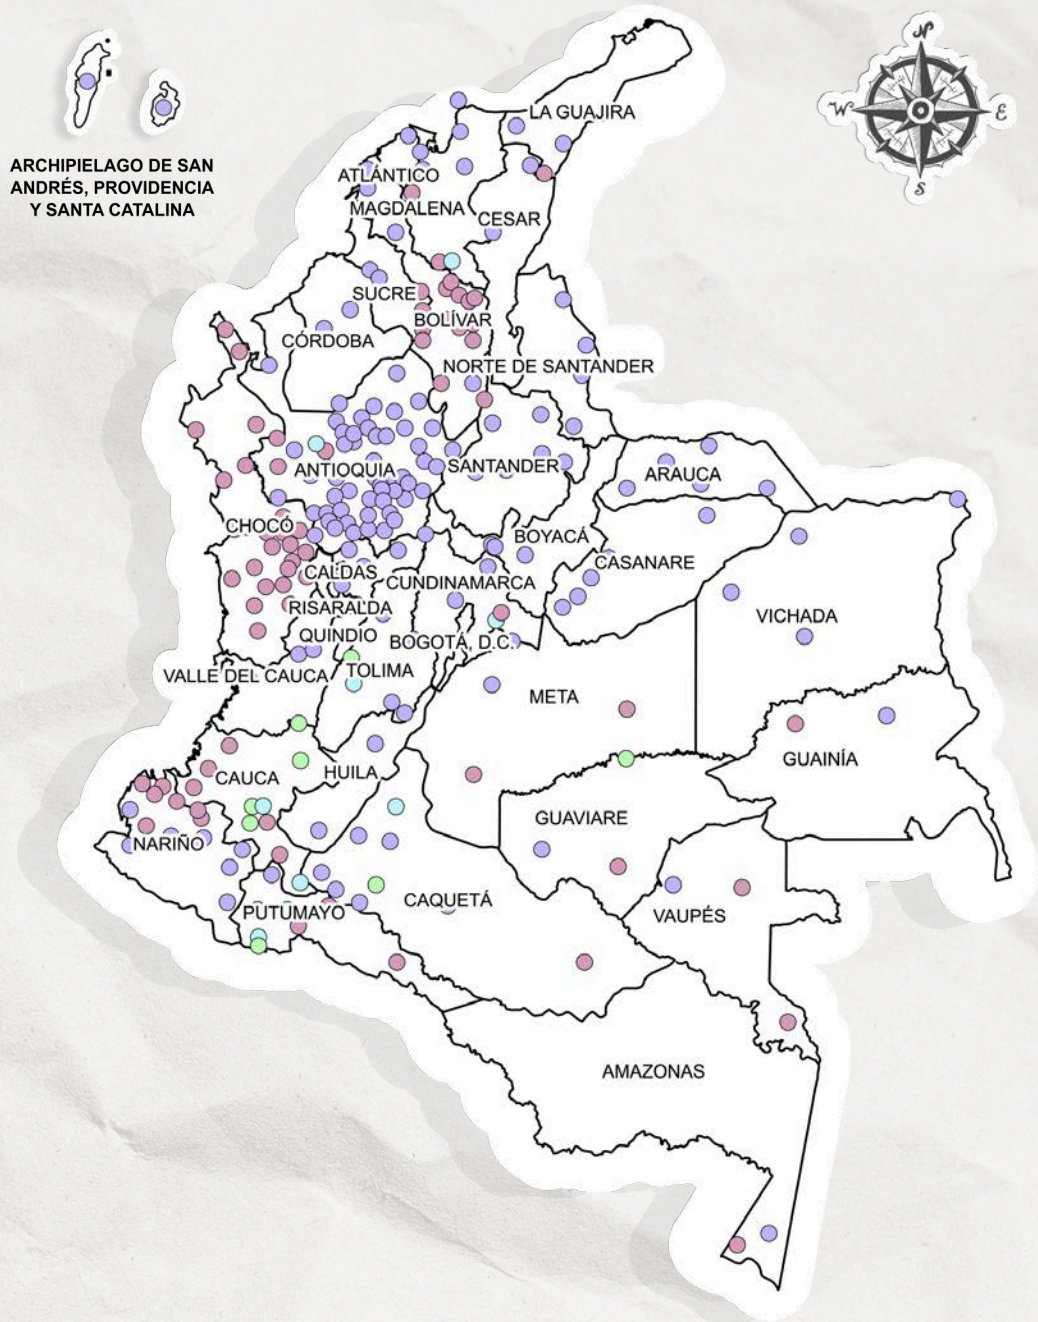 N
W
E
S
ARCHIPIELAGO DE SAN
ANDRÉS, PROVIDENCIA
Y SANTA CATALINA
LA GUAJIRA
ATLÁNTICO
MAGDALENA
CESAR
SUCRE
BOLÍVAR
CÓRDOBA
NORTE DE SANTANDER
ANTIOQUIA
SANTANDER
ARAUCA
CHOCÓ
BOYACÁ
CASANARE
CALDAS
CUNDINAMARCA
RISARALDA
VICHADA
QUINDIO
BOGOTÁ, D.C.
VALLE DEL CAUCA
TOLIMA
META
GUAINÍA
CAUCA
HUILA
GUAVIARE
NARIÑO
CAQUETÁ
PUTUMAYO
VAUPÉS
AMAZONAS